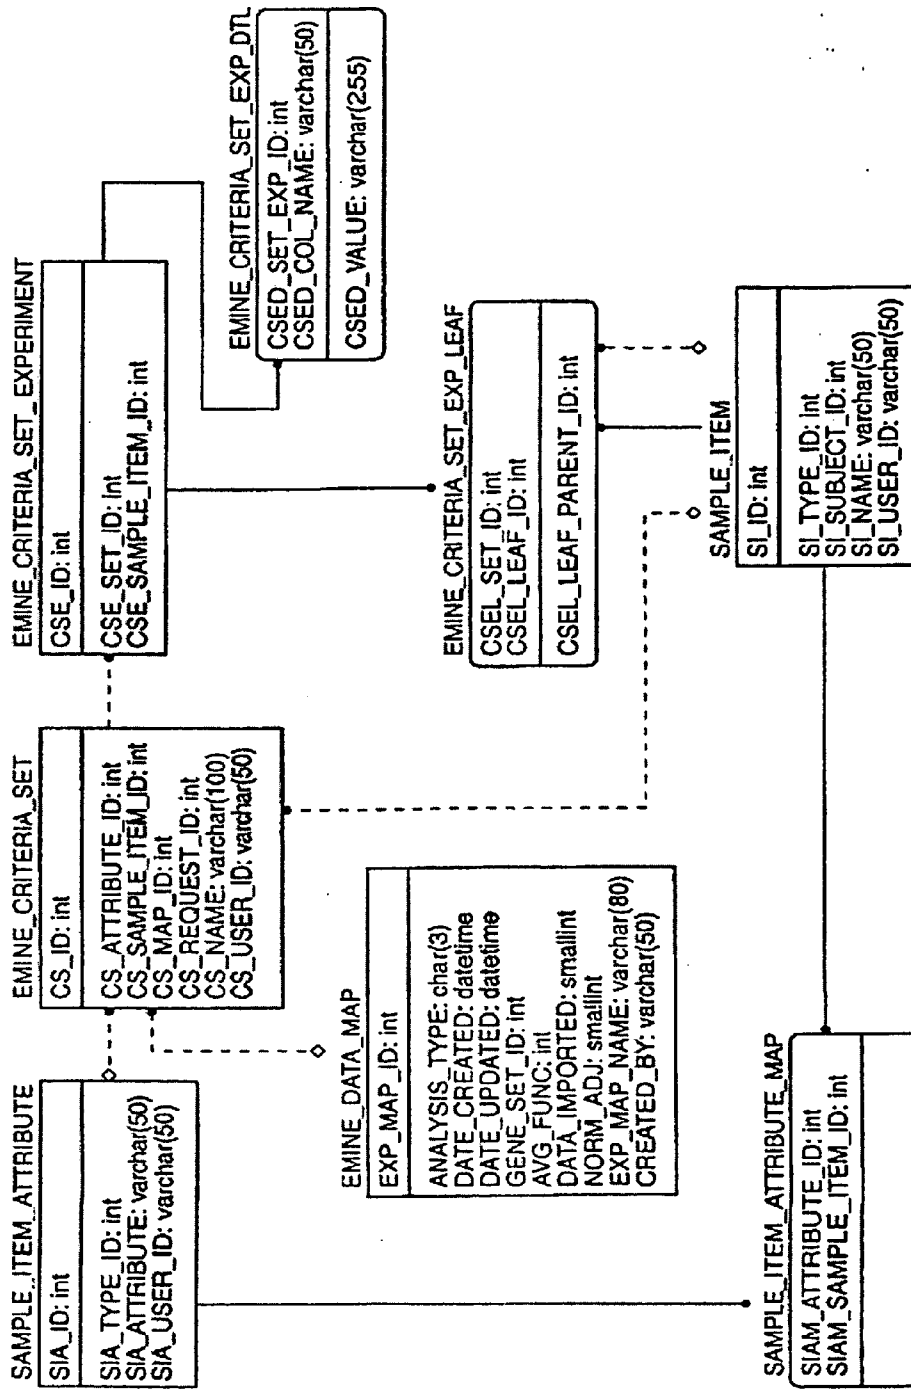 SAMPLE_ITEM_ATTRIBUTE
SIA_ID: int
SIA_TYPE_ID: int
SIA_ATTRIBUTE: varchar(50)
SIA_USER_ID: varchar(50)
EMINE_CRITERIA_SET
CS_ID: int
CS_ATTRIBUTE_ID: int
CS_SAMPLE_ITEM_ID: int
CS_MAP_ID: int
CS_REQUEST_ID: int
CS_NAME: varchar(100)
CS_USER_ID: varchar(50)
EMINE_CRITERIA_SET_EXPERIMENT
CSE_ID: int
CSE_SET_ID: int
CSE_SAMPLE_ITEM_ID: int
EMINE_CRITERIA_SET_EXP_DTL
CSED_SET_EXP_ID: int
CSED_COL_NAME: varchar(50)
CSED_VALUE: varchar(255)
EMINE_DATA_MAP
EXP_MAP_ID: int
ANALYSIS_TYPE: char(3)
DATE_CREATED: datetime
DATE_UPDATED: datetime
GENE_SET_ID: int
AVG_FUNC: int
DATA_IMPORTED: smallint
NORM_ADJ: smallint
EXP_MAP_NAME: varchar(80)
CREATED_BY: varchar(50)
EMINE_CRITERIA_SET_EXP_LEAF
CSEL_SET_ID: int
CSEL_LEAF_ID: int
CSEL_LEAF_PARENT_ID: int
SAMPLE_ITEM_ATTRIBUTE_MAP
SIAM_ATTRIBUTE_ID: int
SIAM_SAMPLE_ITEM_ID: int
SAMPLE_ITEM
SI_ID: int
SI_TYPE_ID: int
SI_SUBJECT_ID: int
SI_NAME: varchar(50)
SI_USER_ID: varchar(50)